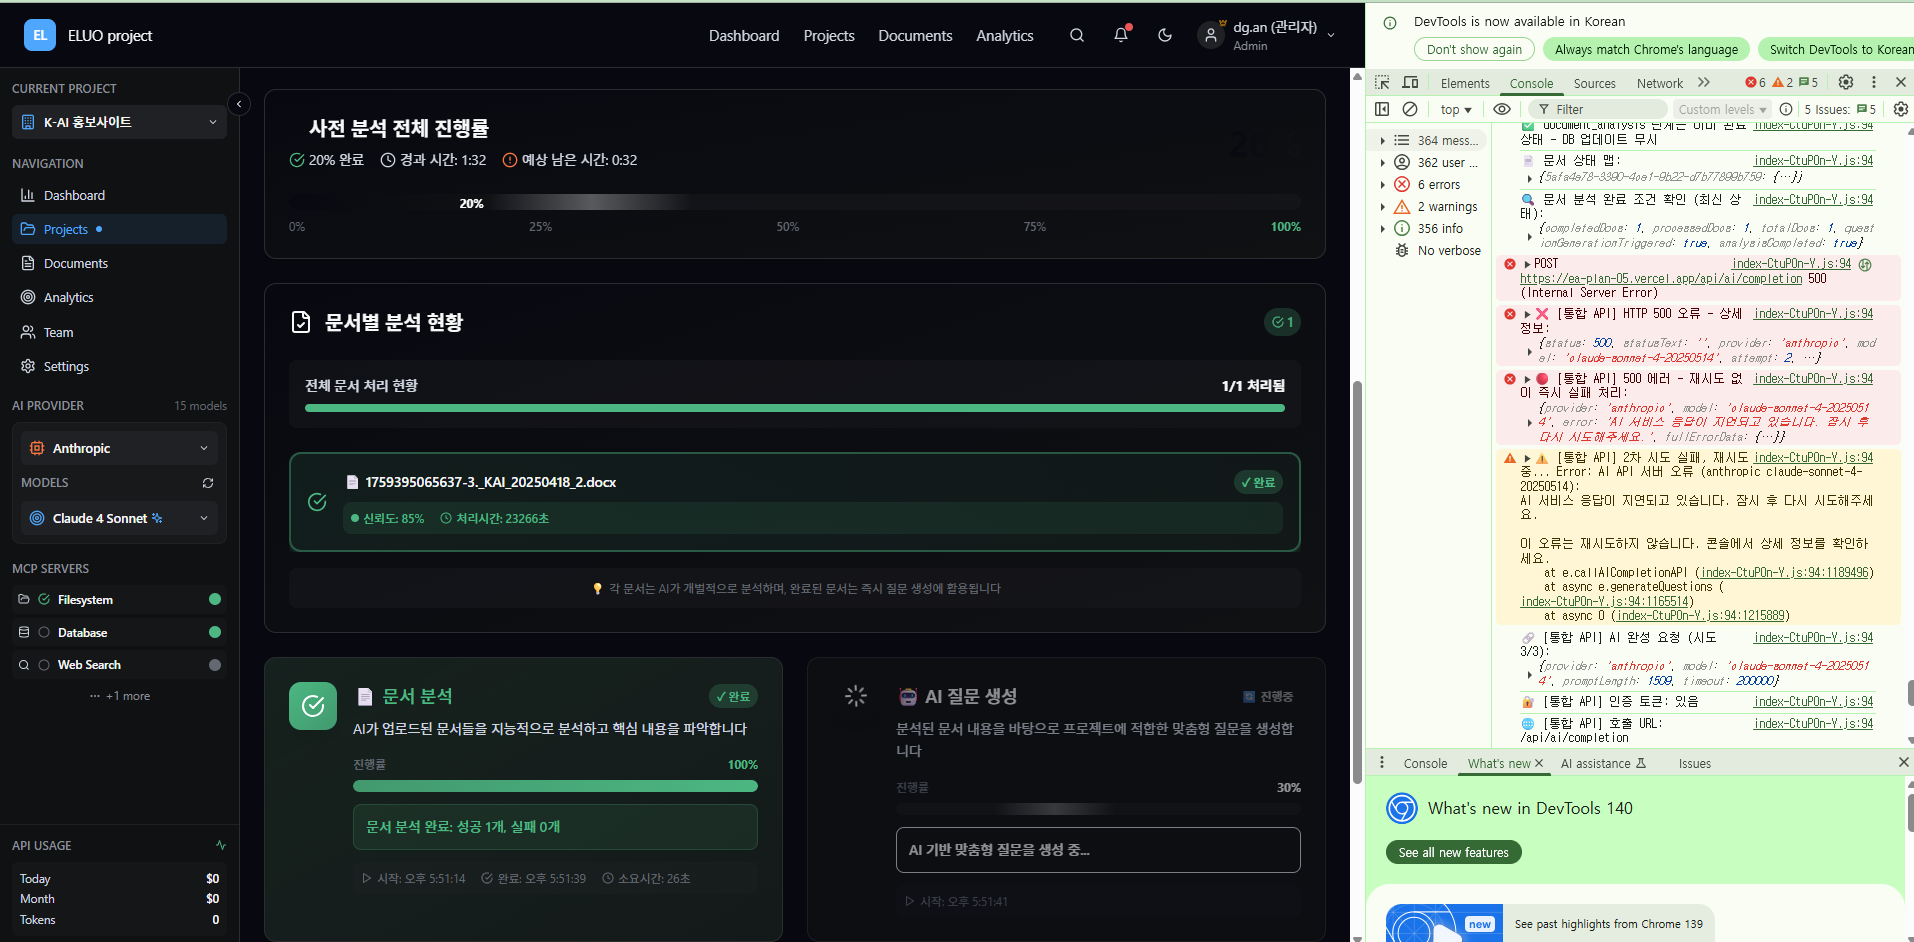 EL
ELUO project
Dashboard
Projects
Documents
Analytics
dg.an (관리자)
Admin
CURRENT PROJECT
K-AI 홍보사이트
NAVIGATION
Dashboard
Projects
Documents
Analytics
Team
Settings
AI PROVIDER
15 models
Anthropic
MODELS
Claude 4 Sonnet
MCP SERVERS
Filesystem
Database
Web Search
··· +1 more
API USAGE
Today $0
Month $0
Tokens 0
사전 분석 전체 진행률
20% 완료 경과 시간: 1:32 예상 남은 시간: 0:32
20%
0% 25% 50% 75% 100%
문서별 분석 현황
1
전체 문서 처리 현황
1/1 처리됨
1759395065637-3._KAI_20250418_2.docx
✓ 완료
신뢰도: 85% 처리시간: 23266초
각 문서는 AI가 개별적으로 분석하며, 완료된 문서는 즉시 질문 생성에 활용됩니다
문서 분석
✓ 완료
AI가 업로드된 문서들을 지능적으로 분석하고 핵심 내용을 파악합니다
진행률 100%
문서 분석 완료: 성공 1개, 실패 0개
시작: 오후 5:51:14 완료: 오후 5:51:39 소요시간: 26초
AI 질문 생성
진행중
분석된 문서 내용을 바탕으로 프로젝트에 적합한 맞춤형 질문을 생성합
니다
진행률 30%
AI 기반 맞춤형 질문을 생성 중...
시작: 오후 5:51:41
DevTools is now available in Korean
Don't show again
Always match Chrome's language
Switch DevTools to Korean
Elements
Console
Sources
Network
6 2 5
top
Filter
Custom levels
5 Issues: 5
364 mess...
362 user ...
6 errors
2 warnings
356 info
No verbose
document_analysis 단계는 이미 완료 index-CtuPOn-Y.js:94
상태 - DB 업데이트 무시
문서 상태 맵: index-CtuPOn-Y.js:94
문서 분석 완료 조건 확인 (최신 상 index-CtuPOn-Y.js:94
태):
{completedDocs: 1, processedDocs: 1, totalDocs: 1, quest
ionGenerationTriggered: true, analysisCompleted: true}
POST index-CtuPOn-Y.js:94
https://ea-plan-05.vercel.app/api/ai/completion 500
(Internal Server Error)
[통합 API] HTTP 500 오류 - 상세 index-CtuPOn-Y.js:94
정보:
{status: 500, statusText: '', provider: 'anthropic', mod
el: 'claude-sonnet-4-20250514', attempt: 2, …}
[통합 API] 500 에러 - 재시도 없 index-CtuPOn-Y.js:94
이 즉시 실패 처리:
{provider: 'anthropic', model: 'claude-sonnet-4-2025051
4', error: 'AI 서비스 응답이 지연되고 있습니다. 잠시 후
다시 시도해주세요.', fullErrorData: {…}}
[통합 API] 2차 시도 실패, 재시도 index-CtuPOn-Y.js:94
중... Error: AI API 서버 오류 (anthropic claude-sonnet-4-
20250514):
AI 서비스 응답이 지연되고 있습니다. 잠시 후 다시 시도해주세
요.
이 오류는 재시도하지 않습니다. 콘솔에서 상세 정보를 확인하
세요.
at e.callAICompletionAPI (index-CtuPOn-Y.js:94:1189496)
at async e.generateQuestions (
index-CtuPOn-Y.js:94:1165514)
at async O (index-CtuPOn-Y.js:94:1215889)
[통합 API] AI 완성 요청 (시도 index-CtuPOn-Y.js:94
3/3):
{provider: 'anthropic', model: 'claude-sonnet-4-2025051
4', promptLength: 1509, timeout: 200000}
[통합 API] 인증 토큰: 있음 index-CtuPOn-Y.js:94
[통합 API] 호출 URL: index-CtuPOn-Y.js:94
/api/ai/completion
Console
What's new
AI assistance
Issues
What's new in DevTools 140
See all new features
new
See past highlights from Chrome 139